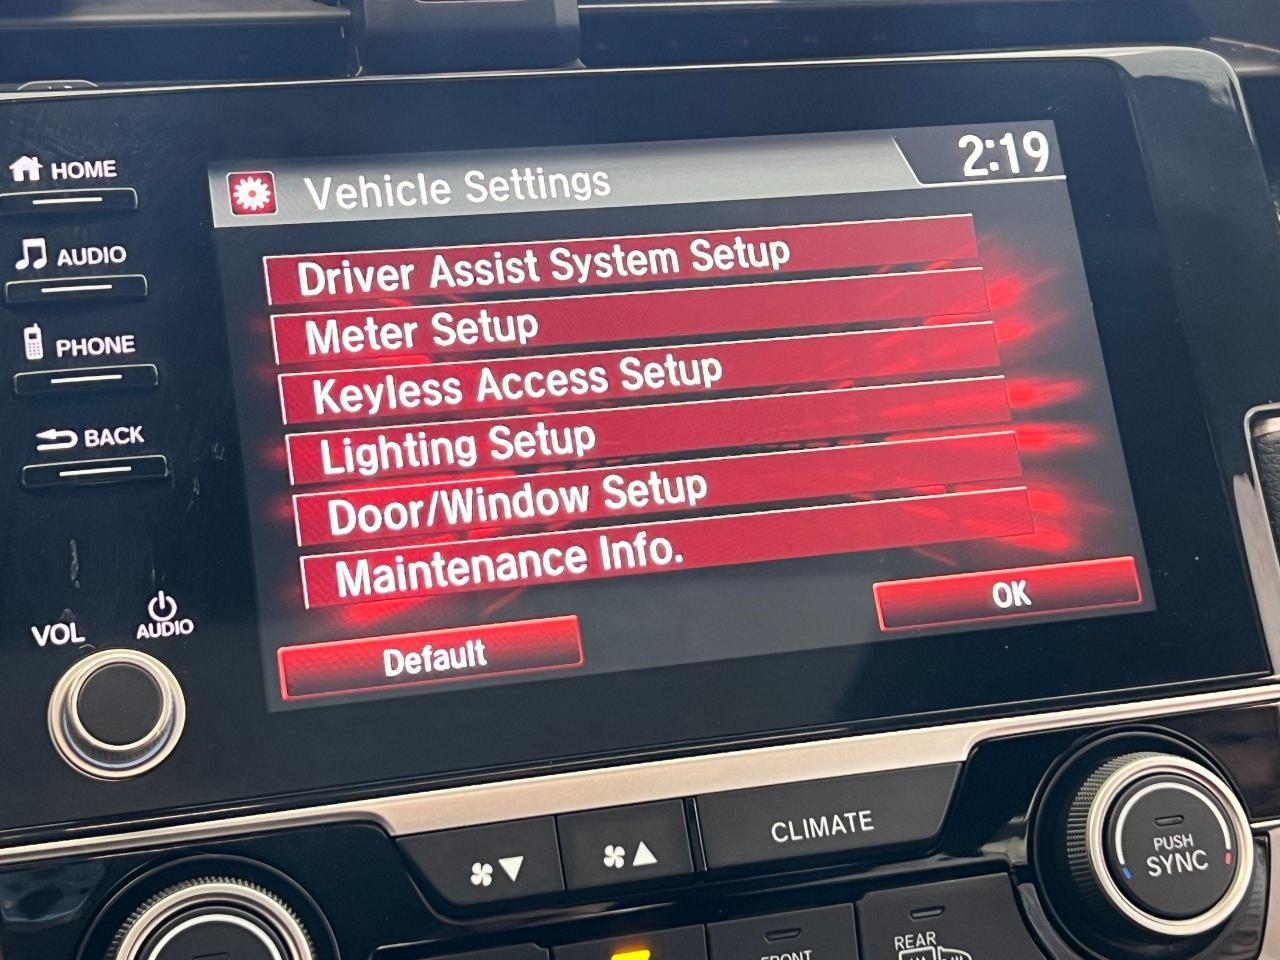 HOME
AUDIO
PHONE
BACK
VOL
AUDIO
Vehicle Settings
2:19
Driver Assist System Setup
Meter Setup
Keyless Access Setup
Lighting Setup
Door/Window Setup
Maintenance Info.
Default
OK
CLIMATE
PUSH
SYNC
FRONT
REAR